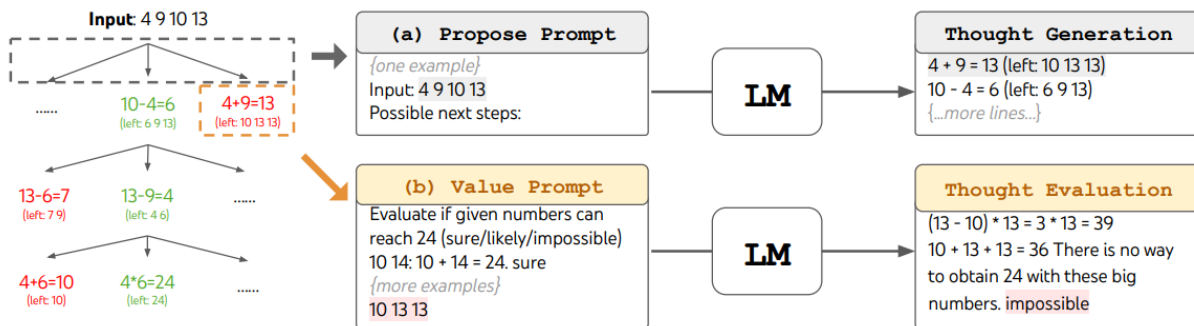 Input: 4 9 10 13
......
10-4=6
(left: 6 9 13)
4+9=13
(left: 10 13 13)
13-6=7
(left: 7 9)
13-9=4
(left: 4 6)
......
4+6=10
(left: 10)
4*6=24
(left: 24)
......
(a) Propose Prompt
{one example}
Input: 4 9 10 13
Possible next steps:
LM
Thought Generation
4 + 9 = 13 (left: 10 13 13)
10 - 4 = 6 (left: 6 9 13)
{...more lines...}
(b) Value Prompt
Evaluate if given numbers can
reach 24 (sure/likely/impossible)
10 14: 10 + 14 = 24. sure
{more examples}
10 13 13
LM
Thought Evaluation
(13 - 10) * 13 = 3 * 13 = 39
10 + 13 + 13 = 36 There is no way
to obtain 24 with these big
numbers. impossible